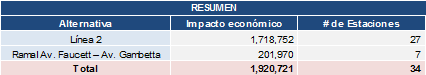 RESUMEN
Alternativa Impacto económico # de Estaciones
Línea 2 1,718,752 27
Ramal Av. Faucett – Av. Gambetta 201,970 7
Total 1,920,721 34